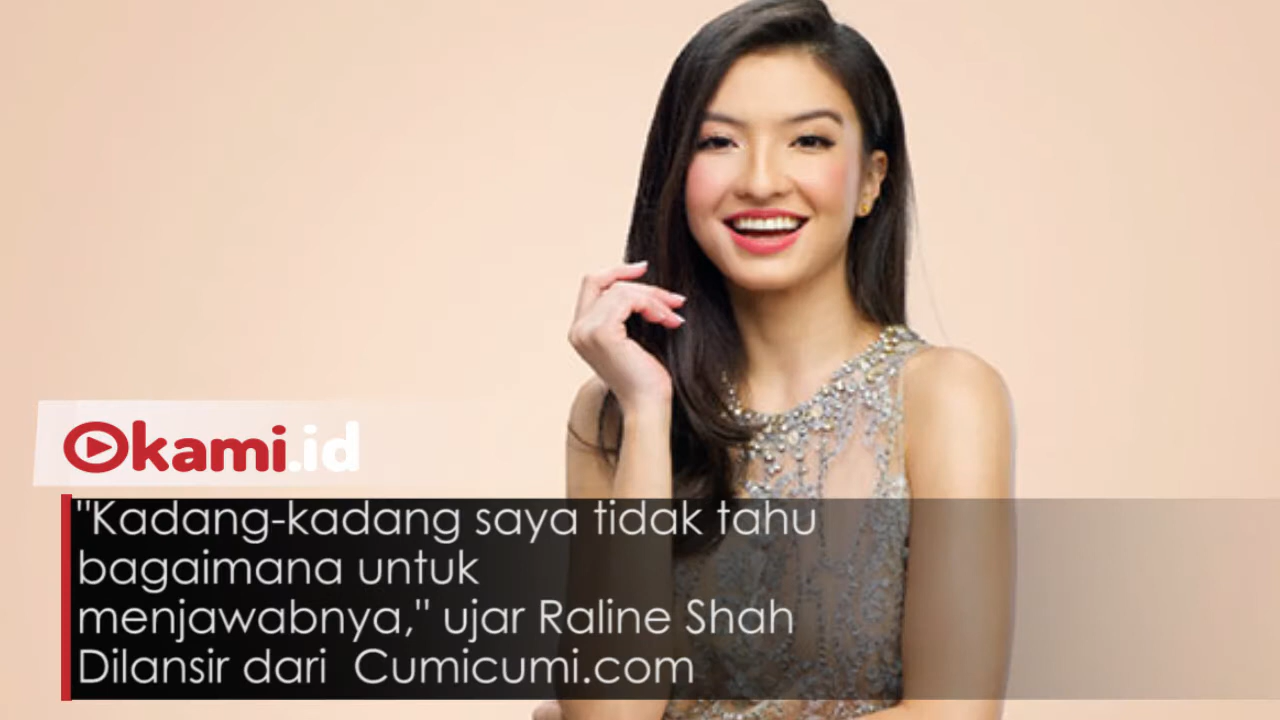 Okami.id
"Kadang-kadang saya tidak tahu
bagaimana untuk
menjawabnya," ujar Raline Shah
Dilansir dari  Cumicumi.com